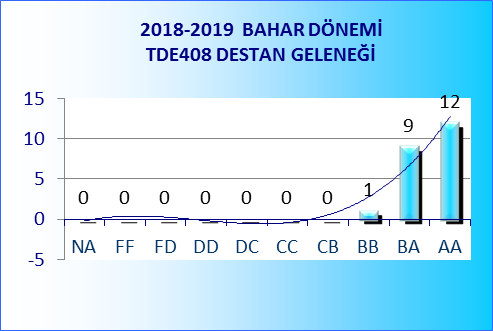 2018-2019 BAHAR DÖNEMİ
TDE408 DESTAN GELENEĞİ
15
10
5
0
-5
0 0 0 0 0 0 0 1 9 12
NA FF FD DD DC CC CB BB BA AA